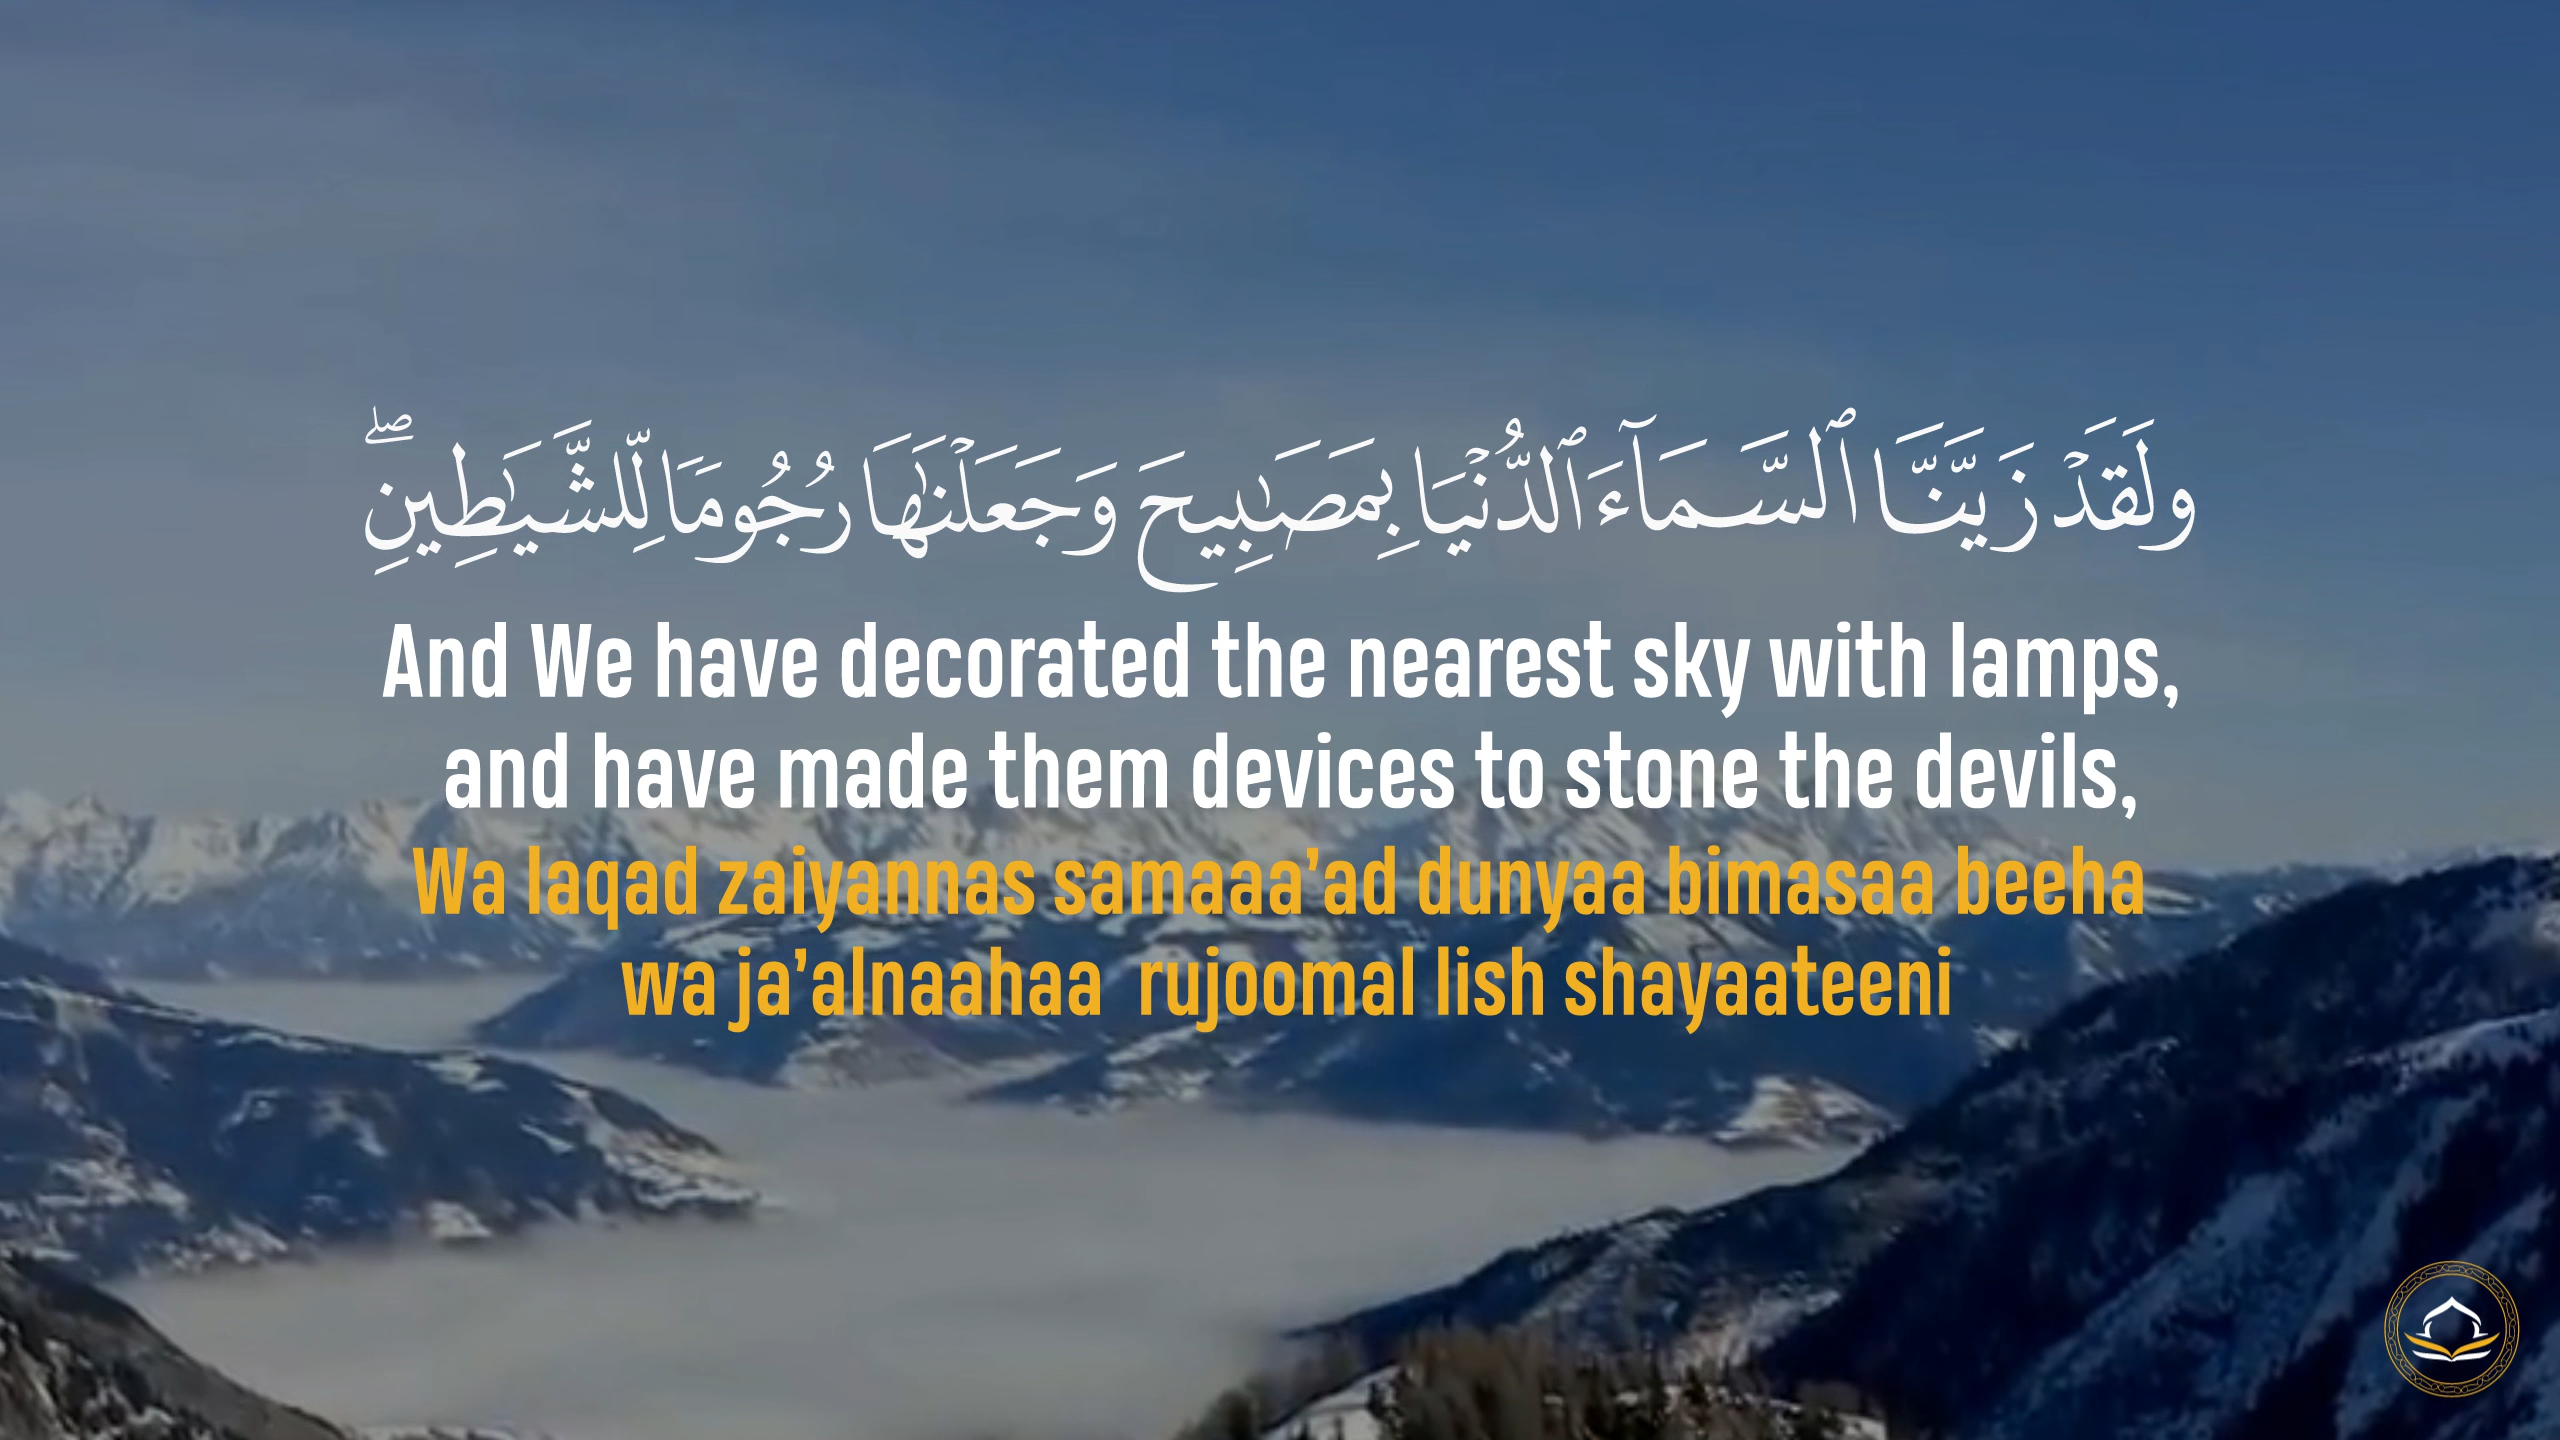 ولَقَدۡ زَيَّنَّا ٱلسَّمَآءَ ٱلدُّنۡيَا بِمَصَٰبِيحَ وَجَعَلۡنَٰهَا رُجُومَا لِّلشَّيَٰطِينِۖ
And We have decorated the nearest sky with lamps,
and have made them devices to stone the devils,
Wa laqad zaiyannas samaaa’ad dunyaa bimasaa beeha
wa ja’alnaahaa rujoomal lish shayaateeni